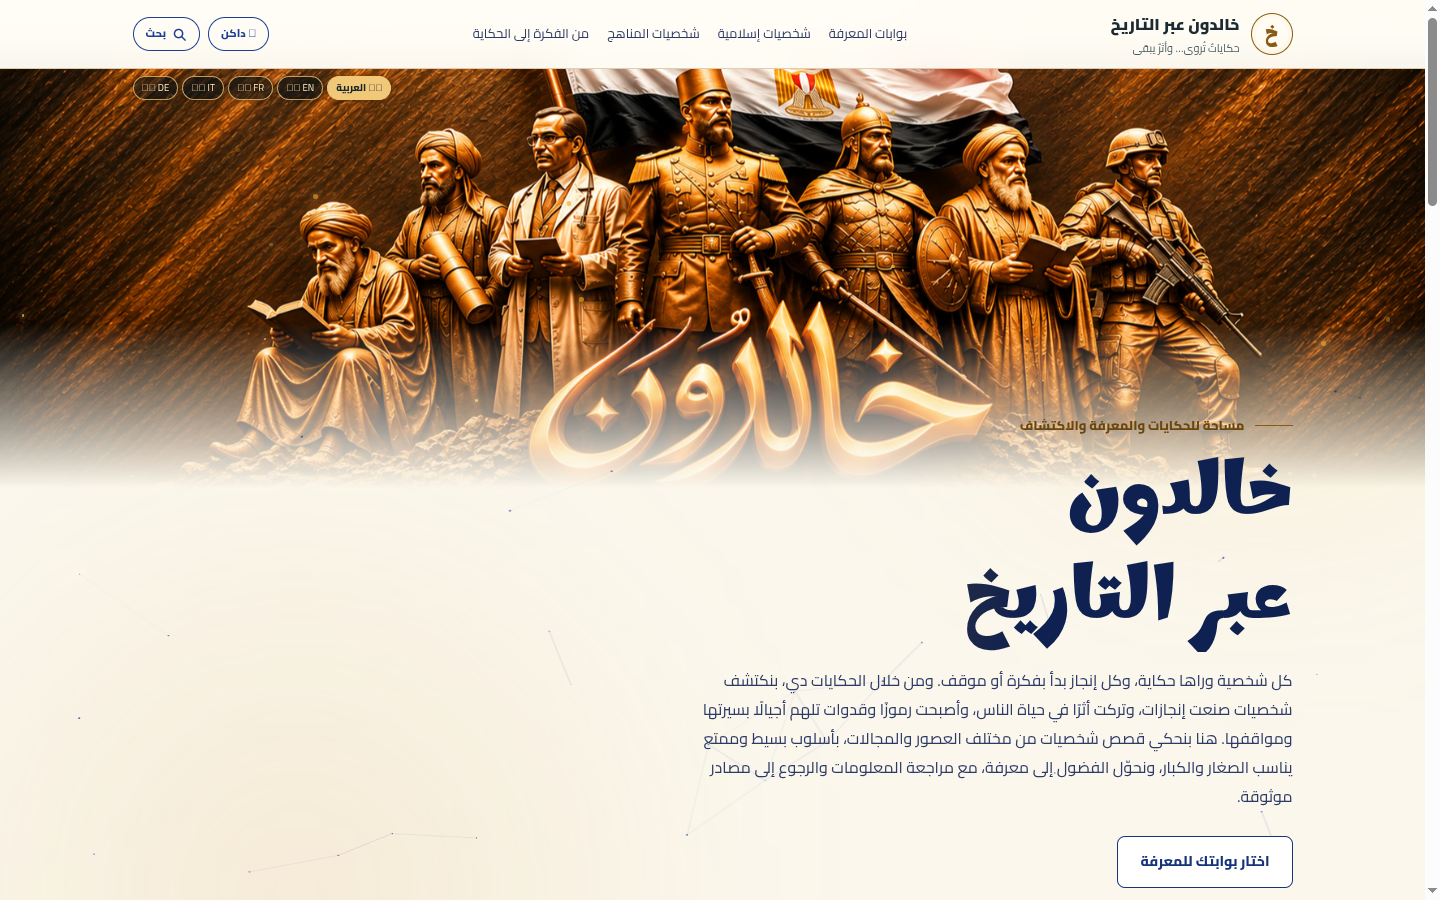 خالدون عبر التاريخ
حكاياتٌ تُروى... وأثرٌ يبقى
بوابات المعرفة
شخصيات إسلامية
شخصيات المناهج
من الفكرة إلى الحكاية
داكن
بحث
العربية
EN
FR
IT
DE
خالدون
مساحة للحكايات والمعرفة والاكتشاف
خالدون
عبر التاريخ
كل شخصية وراها حكاية، وكل إنجاز بدأ بفكرة أو موقف. ومن خلال الحكايات دي، بنكتشف
شخصيات صنعت إنجازات، وتركت أثرًا في حياة الناس، وأصبحت رموزًا وقدوات تلهم أجيالًا بسيرتها
ومواقفها. هنا بنحكي قصص شخصيات من مختلف العصور والمجالات، بأسلوب بسيط وممتع
يناسب الصغار والكبار، ونحوّل الفضول إلى معرفة، مع مراجعة المعلومات والرجوع إلى مصادر
موثوقة.
اختار بوابتك للمعرفة
خ